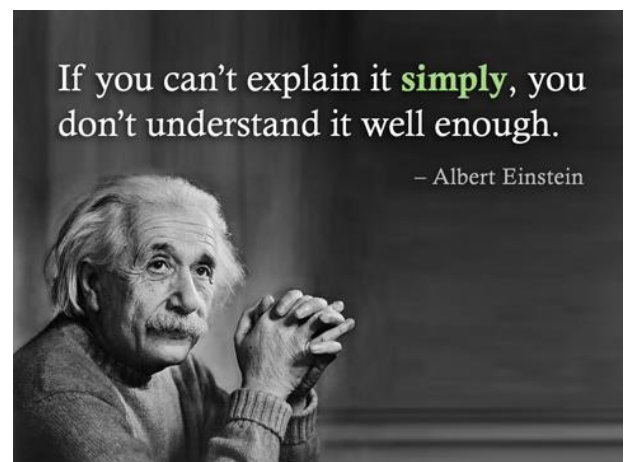 If you can’t explain it simply, you
don’t understand it well enough.
– Albert Einstein